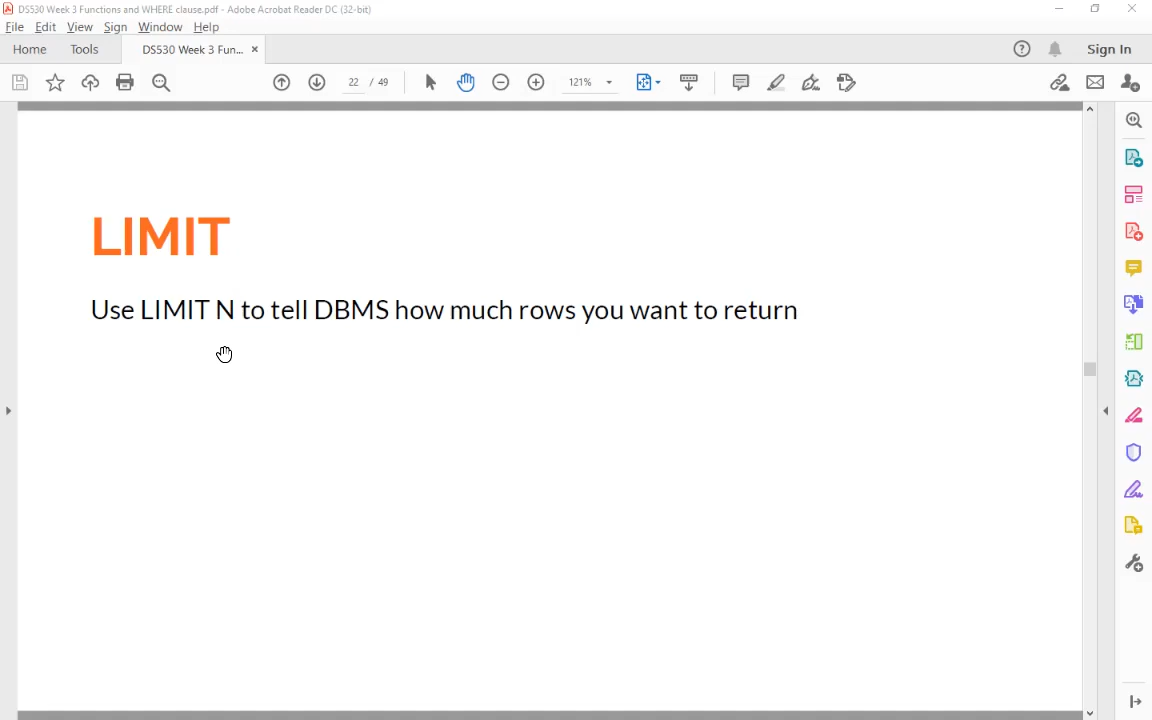 DS530 Week 3 Functions and WHERE clause.pdf - Adobe Acrobat Reader DC (32-bit)
File Edit View Sign Window Help
Home Tools DS530 Week 3 Fun... × Sign In
22 / 49 121%
LIMIT
Use LIMIT N to tell DBMS how much rows you want to return